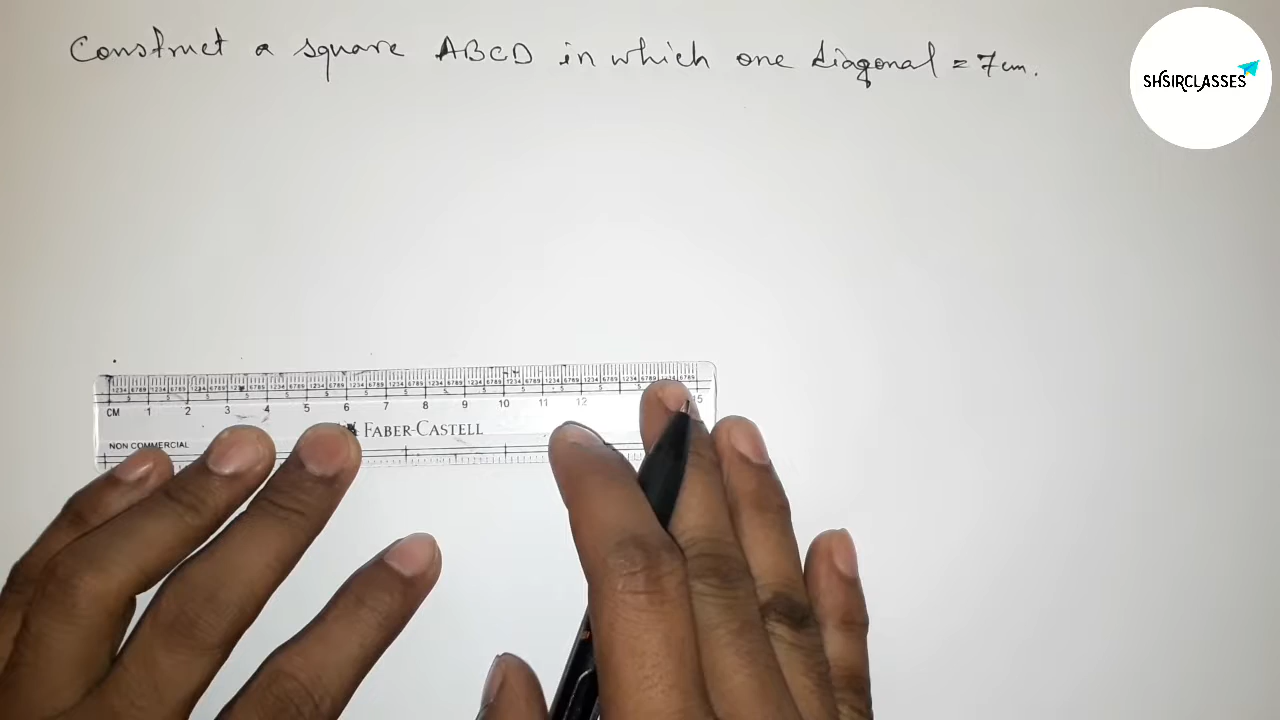 Construct a square ABCD in which one diagonal = 7cm.
SHSIRCLASSES
CM 1 2 3 4 5 6 7 8 9 10 11 12 15
FABER-CASTELL
NON COMMERCIAL